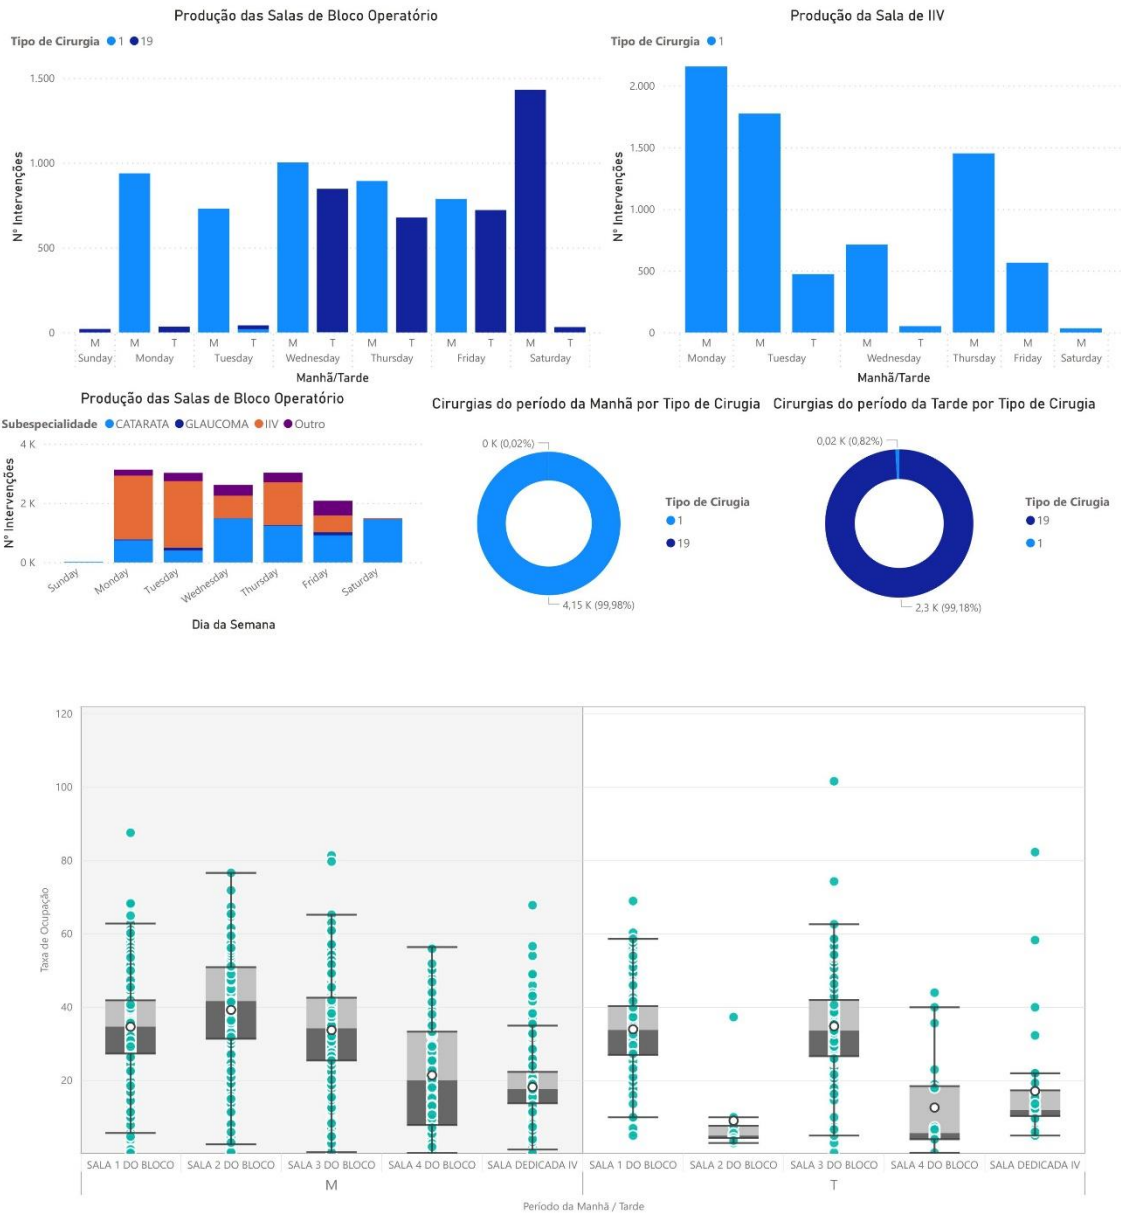 Produção das Salas de Bloco Operatório
Tipo de Cirurgia 1 19
1.500
1.000
500
0
Nº Intervenções
M M T M T M T M T M T M T
Sunday Monday Tuesday Wednesday Thursday Friday Saturday
Manhã/Tarde
Produção da Sala de IIV
Tipo de Cirurgia 1
2.000
1.500
1.000
500
0
Nº Intervenções
M M T M T M M M
Monday Tuesday Wednesday Thursday Friday Saturday
Manhã/Tarde
Produção das Salas de Bloco Operatório
Subespecialidade CATARATA GLAUCOMA IIV Outro
4 K
2 K
0 K
Nº Intervenções
Sunday Monday Tuesday Wednesday Thursday Friday Saturday
Dia da Semana
Cirurgias do período da Manhã por Tipo de Cirugia
0 K (0,02%)
4,15 K (99,98%)
Tipo de Cirugia
1
19
Cirurgias do período da Tarde por Tipo de Cirugia
0,02 K (0,82%)
2,3 K (99,18%)
Tipo de Cirugia
19
1
120
100
80
60
40
20
Taxa de Ocupação
SALA 1 DO BLOCO SALA 2 DO BLOCO SALA 3 DO BLOCO SALA 4 DO BLOCO SALA DEDICADA IV SALA 1 DO BLOCO SALA 2 DO BLOCO SALA 3 DO BLOCO SALA 4 DO BLOCO SALA DEDICADA IV
M T
Período da Manhã / Tarde